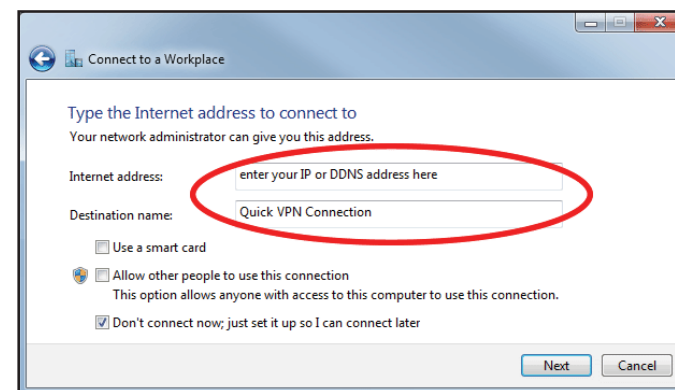 Connect to a Workplace
Type the Internet address to connect to
Your network administrator can give you this address.
Internet address: enter your IP or DDNS address here
Destination name: Quick VPN Connection
Use a smart card
Allow other people to use this connection
This option allows anyone with access to this computer to use this connection.
Don't connect now; just set it up so I can connect later
Next Cancel